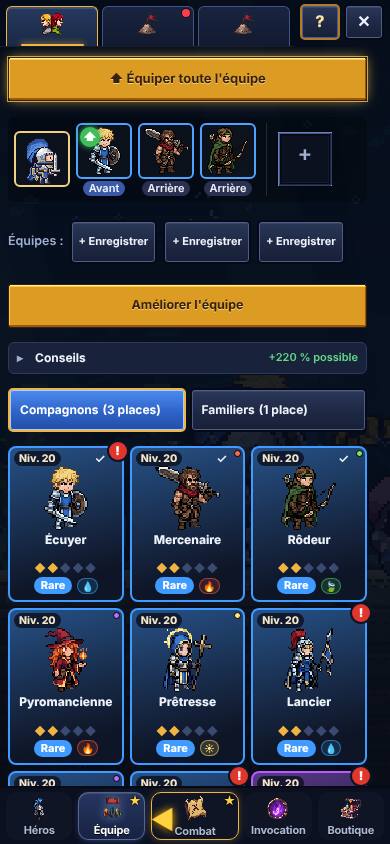 ?
✕
⬆ Équiper toute l'équipe
Avant
Arrière
Arrière
+
Équipes :
+ Enregistrer
+ Enregistrer
+ Enregistrer
Améliorer l'équipe
► Conseils
+220 % possible
Compagnons (3 places)
Familiers (1 place)
Niv. 20
!
Niv. 20
Niv. 20
Écuyer
Mercenaire
Rôdeur
Rare
Rare
Rare
Niv. 20
Niv. 20
Niv. 20
!
Pyromancienne
Prêtresse
Lancier
Rare
Rare
Rare
Niv. 20
Niv. 20
!
Niv. 20
!
Héros
Équipe
Combat
Invocation
Boutique